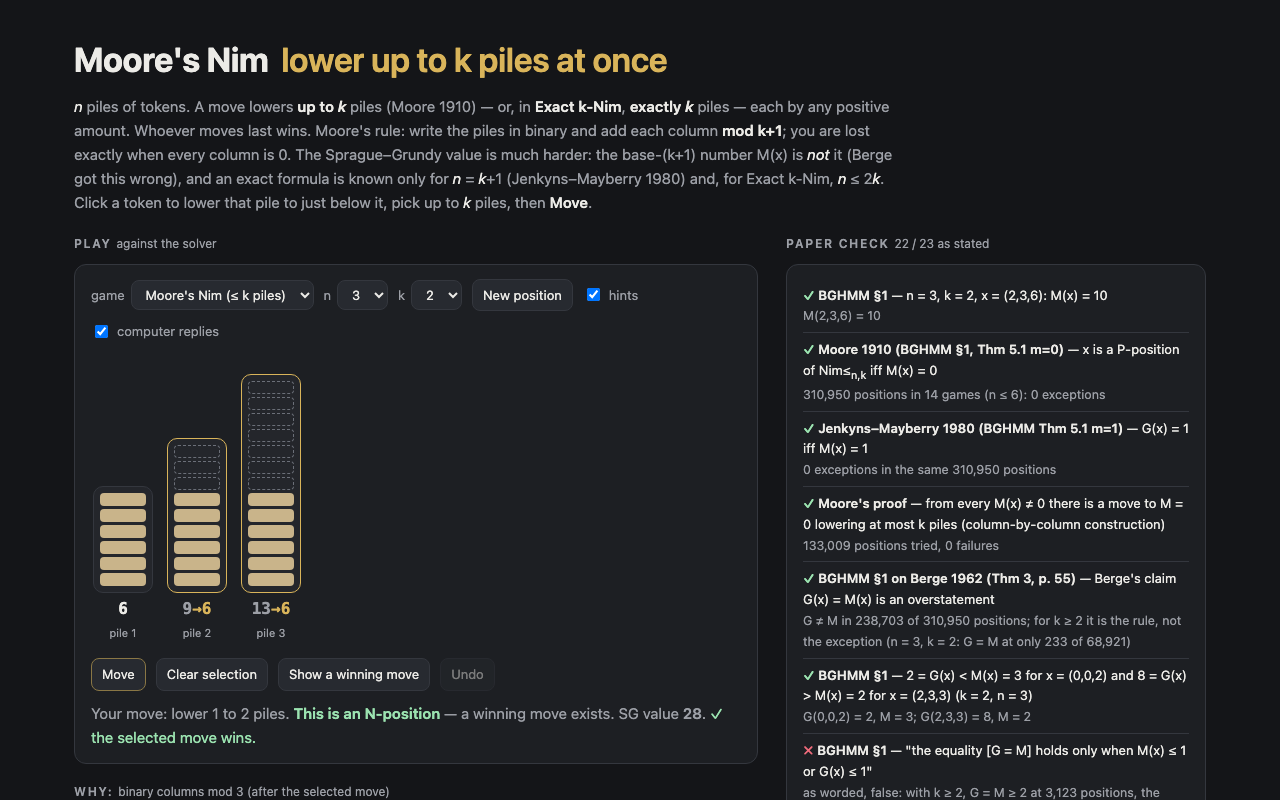 Moore's Nim lower up to k piles at once
n piles of tokens. A move lowers up to k piles (Moore 1910) — or, in Exact k-Nim, exactly k piles — each by any positive
amount. Whoever moves last wins. Moore's rule: write the piles in binary and add each column mod k+1; you are lost
exactly when every column is 0. The Sprague–Grundy value is much harder: the base-(k+1) number M(x) is not it (Berge
got this wrong), and an exact formula is known only for n = k+1 (Jenkyns–Mayberry 1980) and, for Exact k-Nim, n ≤ 2k.
Click a token to lower that pile to just below it, pick up to k piles, then Move.
PLAY against the solver
game Moore's Nim (≤ k piles) n 3 k 2 New position hints
computer replies
6 9→6 13→6
pile 1 pile 2 pile 3
Move Clear selection Show a winning move Undo
Your move: lower 1 to 2 piles. This is an N-position — a winning move exists. SG value 28. ✓
the selected move wins.
WHY: binary columns mod 3 (after the selected move)
PAPER CHECK 22 / 23 as stated
✓ BGHMM §1 — n = 3, k = 2, x = (2,3,6): M(x) = 10
M(2,3,6) = 10
✓ Moore 1910 (BGHMM §1, Thm 5.1 m=0) — x is a P-position
of Nim≤n,k iff M(x) = 0
310,950 positions in 14 games (n ≤ 6): 0 exceptions
✓ Jenkyns–Mayberry 1980 (BGHMM Thm 5.1 m=1) — G(x) = 1
iff M(x) = 1
0 exceptions in the same 310,950 positions
✓ Moore's proof — from every M(x) ≠ 0 there is a move to M =
0 lowering at most k piles (column-by-column construction)
133,009 positions tried, 0 failures
✓ BGHMM §1 on Berge 1962 (Thm 3, p. 55) — Berge's claim
G(x) = M(x) is an overstatement
G ≠ M in 238,703 of 310,950 positions; for k ≥ 2 it is the rule, not
the exception (n = 3, k = 2: G = M at only 233 of 68,921)
✓ BGHMM §1 — 2 = G(x) < M(x) = 3 for x = (0,0,2) and 8 = G(x)
> M(x) = 2 for x = (2,3,3) (k = 2, n = 3)
G(0,0,2) = 2, M = 3; G(2,3,3) = 8, M = 2
✕ BGHMM §1 — "the equality [G = M] holds only when M(x) ≤ 1
or G(x) ≤ 1"
as worded, false: with k ≥ 2, G = M ≥ 2 at 3,123 positions, the